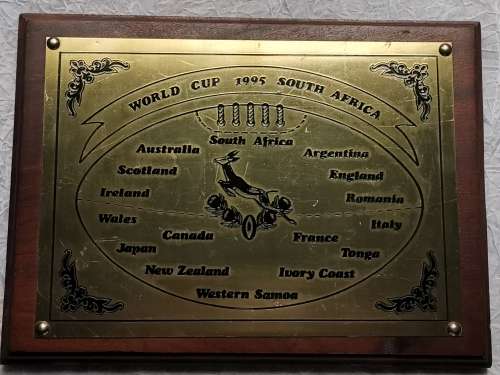 WORLD CUP 1995 SOUTH AFRICA
South Africa
Australia Argentina
Scotland England
Ireland Romania
Wales Italy
Canada France
Japan Tonga
New Zealand Ivory Coast
Western Samoa